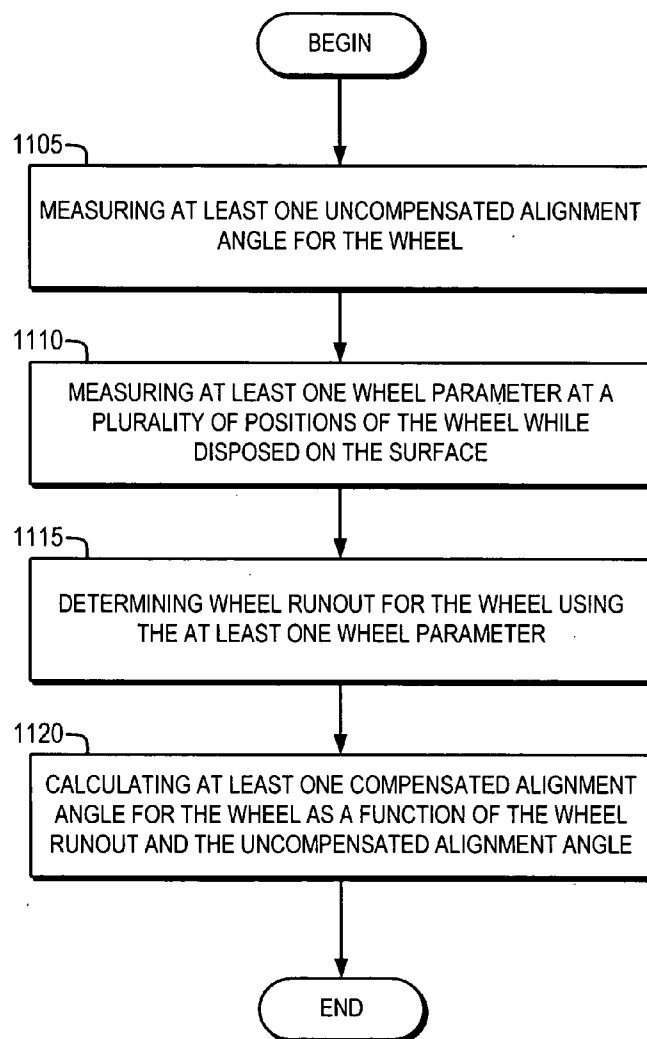 BEGIN
1105
MEASURING AT LEAST ONE UNCOMPENSATED ALIGNMENT
ANGLE FOR THE WHEEL
1110
MEASURING AT LEAST ONE WHEEL PARAMETER AT A
PLURALITY OF POSITIONS OF THE WHEEL WHILE
DISPOSED ON THE SURFACE
1115
DETERMINING WHEEL RUNOUT FOR THE WHEEL USING
THE AT LEAST ONE WHEEL PARAMETER
1120
CALCULATING AT LEAST ONE COMPENSATED ALIGNMENT
ANGLE FOR THE WHEEL AS A FUNCTION OF THE WHEEL
RUNOUT AND THE UNCOMPENSATED ALIGNMENT ANGLE
END